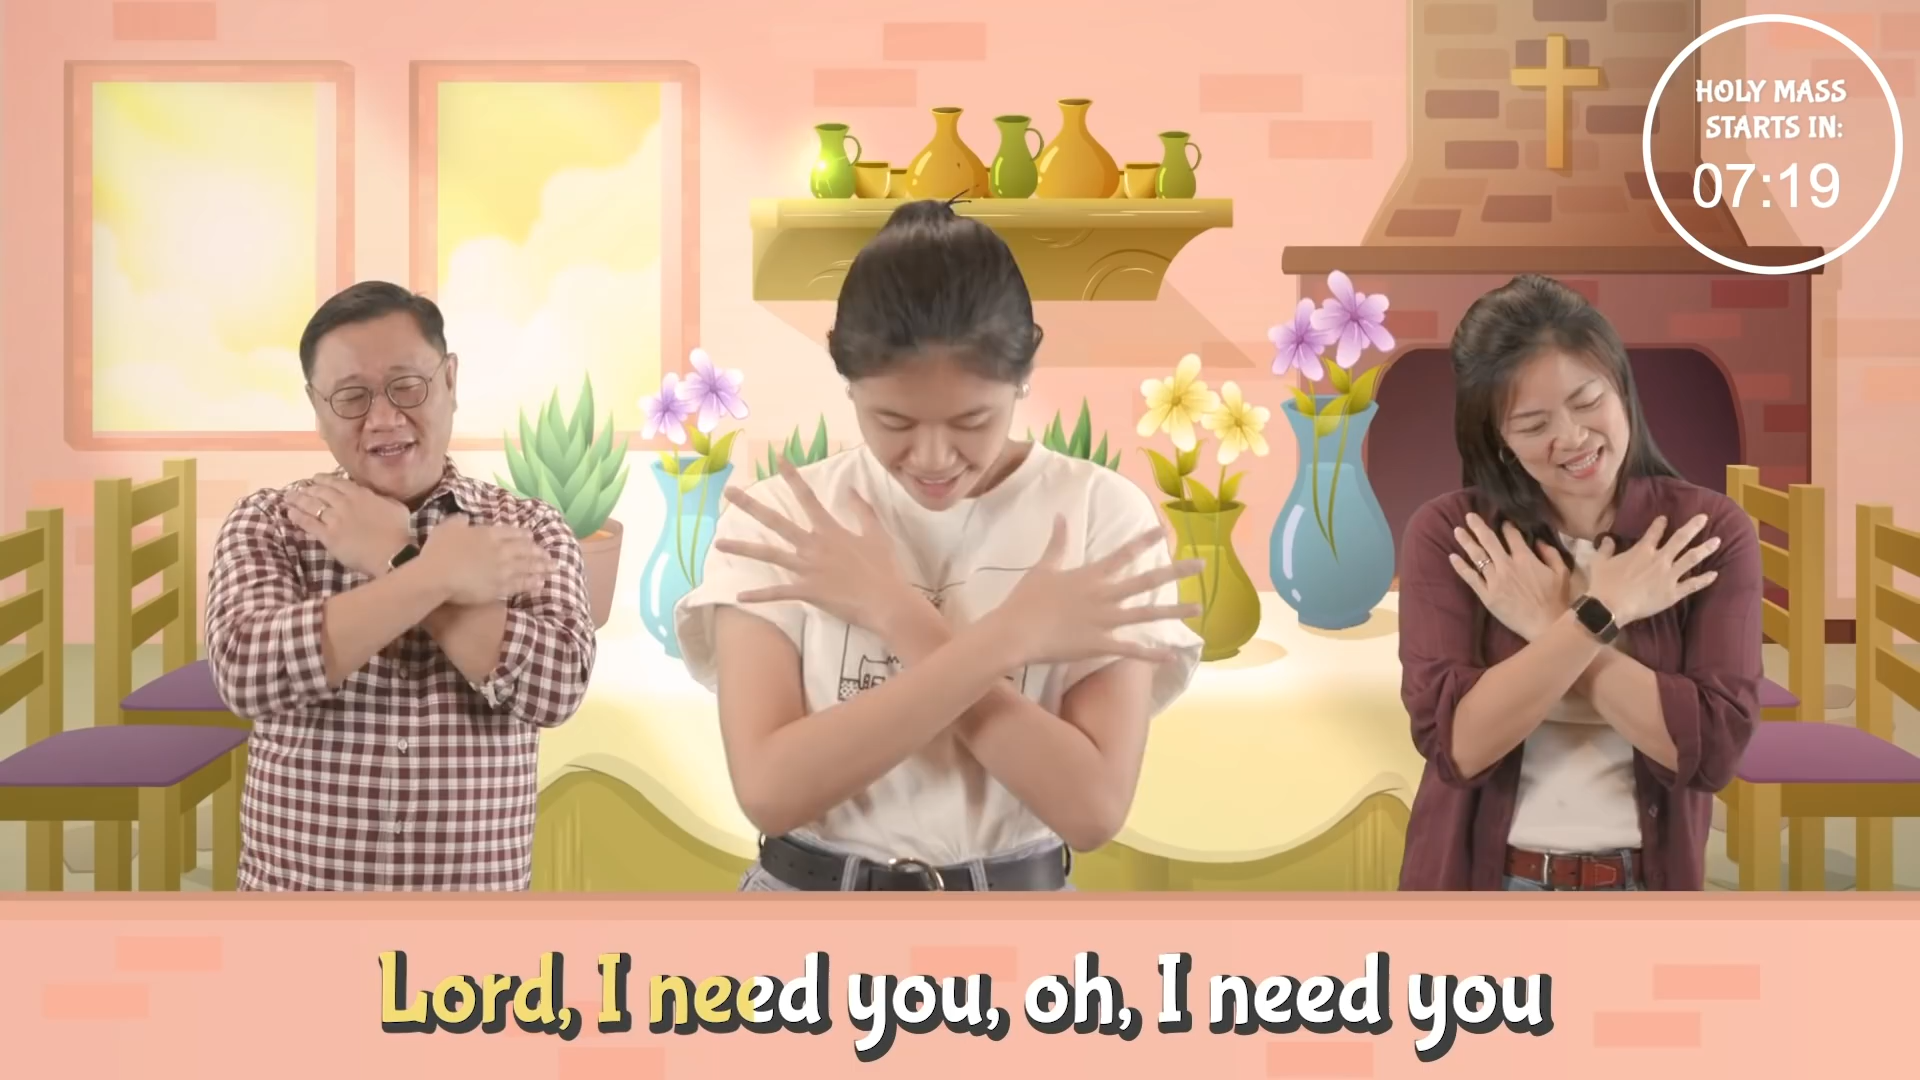 HOLY MASS
STARTS IN:
07:19
Lord, I need you, oh, I need you